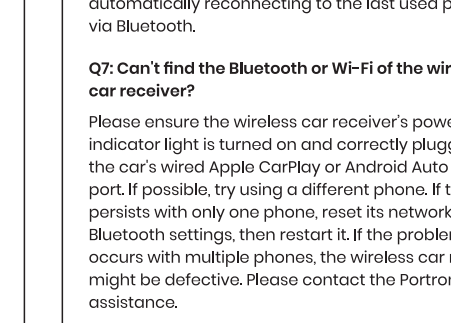 automatically reconnecting to the last used p
via Bluetooth.
Q7: Can't find the Bluetooth or Wi-Fi of the wir
car receiver?
Please ensure the wireless car receiver's powe
indicator light is turned on and correctly plugg
the car's wired Apple CarPlay or Android Auto
port. If possible, try using a different phone. If t
persists with only one phone, reset its network
Bluetooth settings, then restart it. If the proble
occurs with multiple phones, the wireless car r
might be defective. Please contact the Portror
assistance.